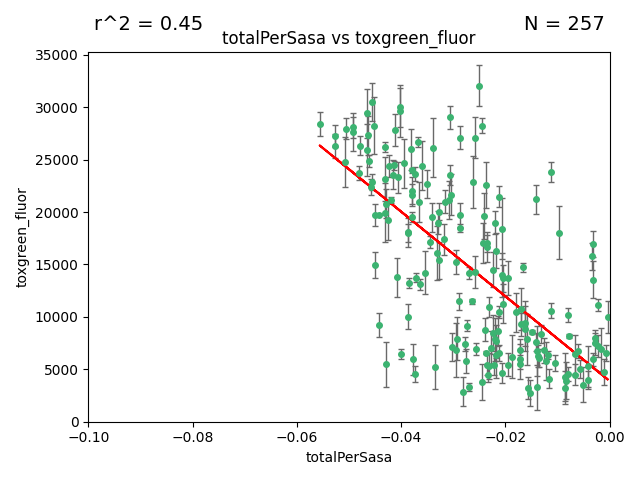 r^2 = 0.45
N = 257
totalPerSasa vs toxgreen_fluor
35000
30000
25000
20000
15000
10000
5000
0
toxgreen_fluor
−0.10
−0.08
−0.06
−0.04
−0.02
0.00
totalPerSasa